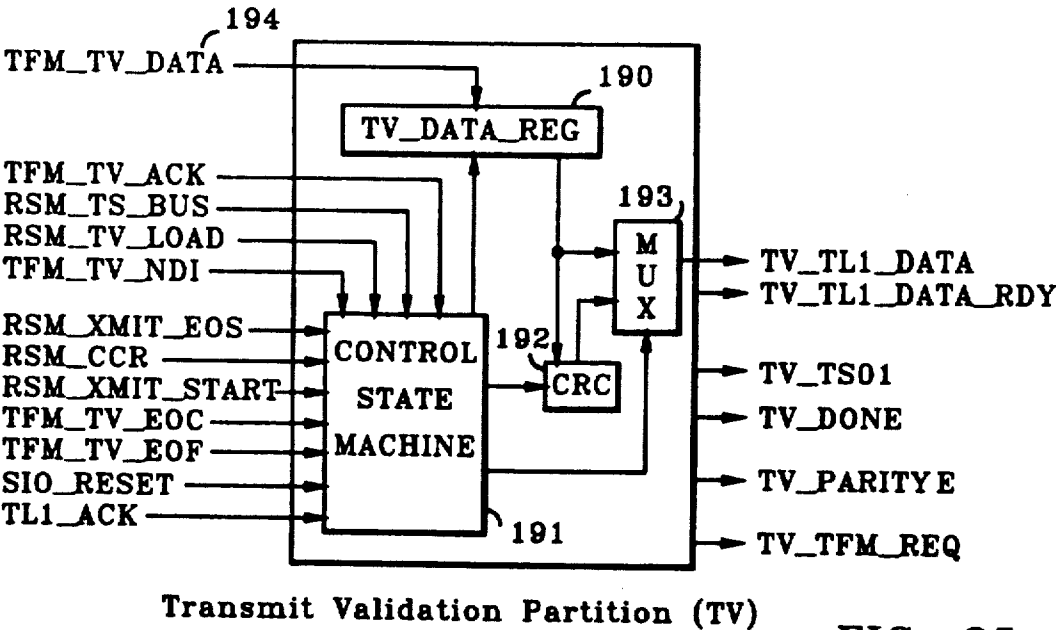 194
TFM_TV_DATA
190
TV_DATA_REG
TFM_TV_ACK
RSM_TS_BUS
RSM_TV_LOAD
TFM_TV_NDI
193
MUX
TV_TL1_DATA
TV_TL1_DATA_RDY
RSM_XMIT_EOS
RSM_CCR
RSM_XMIT_START
TFM_TV_EOC
TFM_TV_EOF
SIO_RESET
TL1_ACK
CONTROL
STATE
MACHINE
191
192
CRC
TV_TS01
TV_DONE
TV_PARITYE
TV_TFM_REQ
Transmit Validation Partition (TV)